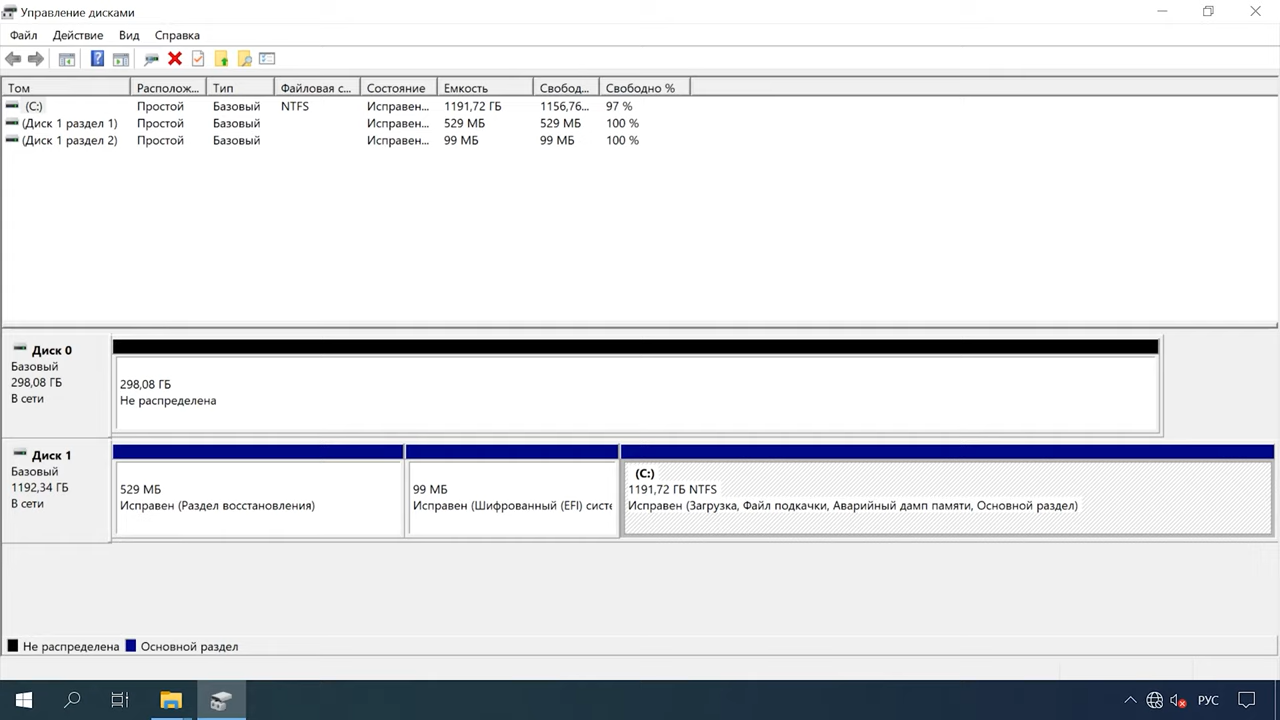 Управление дисками
Файл Действие Вид Справка
Том Располож... Тип Базовый Файловая с... Состояние Емкость Свобод... Свободно %
(C:) Простой Базовый NTFS Исправен... 1191,72 ГБ 1156,76... 97 %
(Диск 1 раздел 1) Простой Базовый Исправен... 529 МБ 529 МБ 100 %
(Диск 1 раздел 2) Простой Базовый Исправен... 99 МБ 99 МБ 100 %
Диск 0
Базовый
298,08 ГБ
В сети
298,08 ГБ
Не распределена
Диск 1
Базовый
1192,34 ГБ
В сети
529 МБ
Исправен (Раздел восстановления)
99 МБ
Исправен (Шифрованный (EFI) систе
(C:)
1191,72 ГБ NTFS
Исправен (Загрузка, Файл подкачки, Аварийный дамп памяти, Основной раздел)
Не распределена Основной раздел
РУС